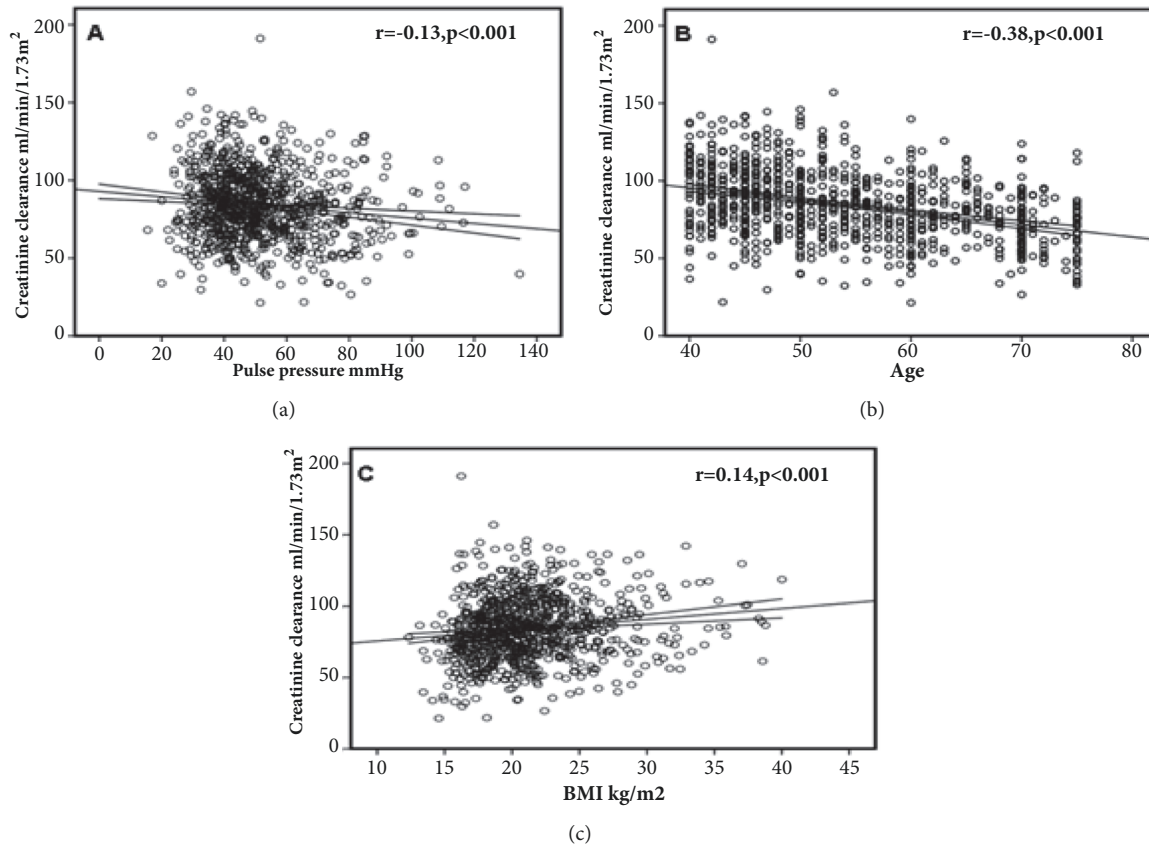 A
r=-0.13,p<0.001
Creatinine clearance ml/min/1.73m²
200
150
100
50
0
0 20 40 60 80 100 120 140
Pulse pressure mmHg
(a)
B
r=-0.38,p<0.001
Creatinine clearance ml/min/1.73m²
200
150
100
50
0
40 50 60 70 80
Age
(b)
C
r=0.14,p<0.001
Creatinine clearance ml/min/1.73m²
200
150
100
50
0
10 15 20 25 30 35 40 45
BMI kg/m2
(c)